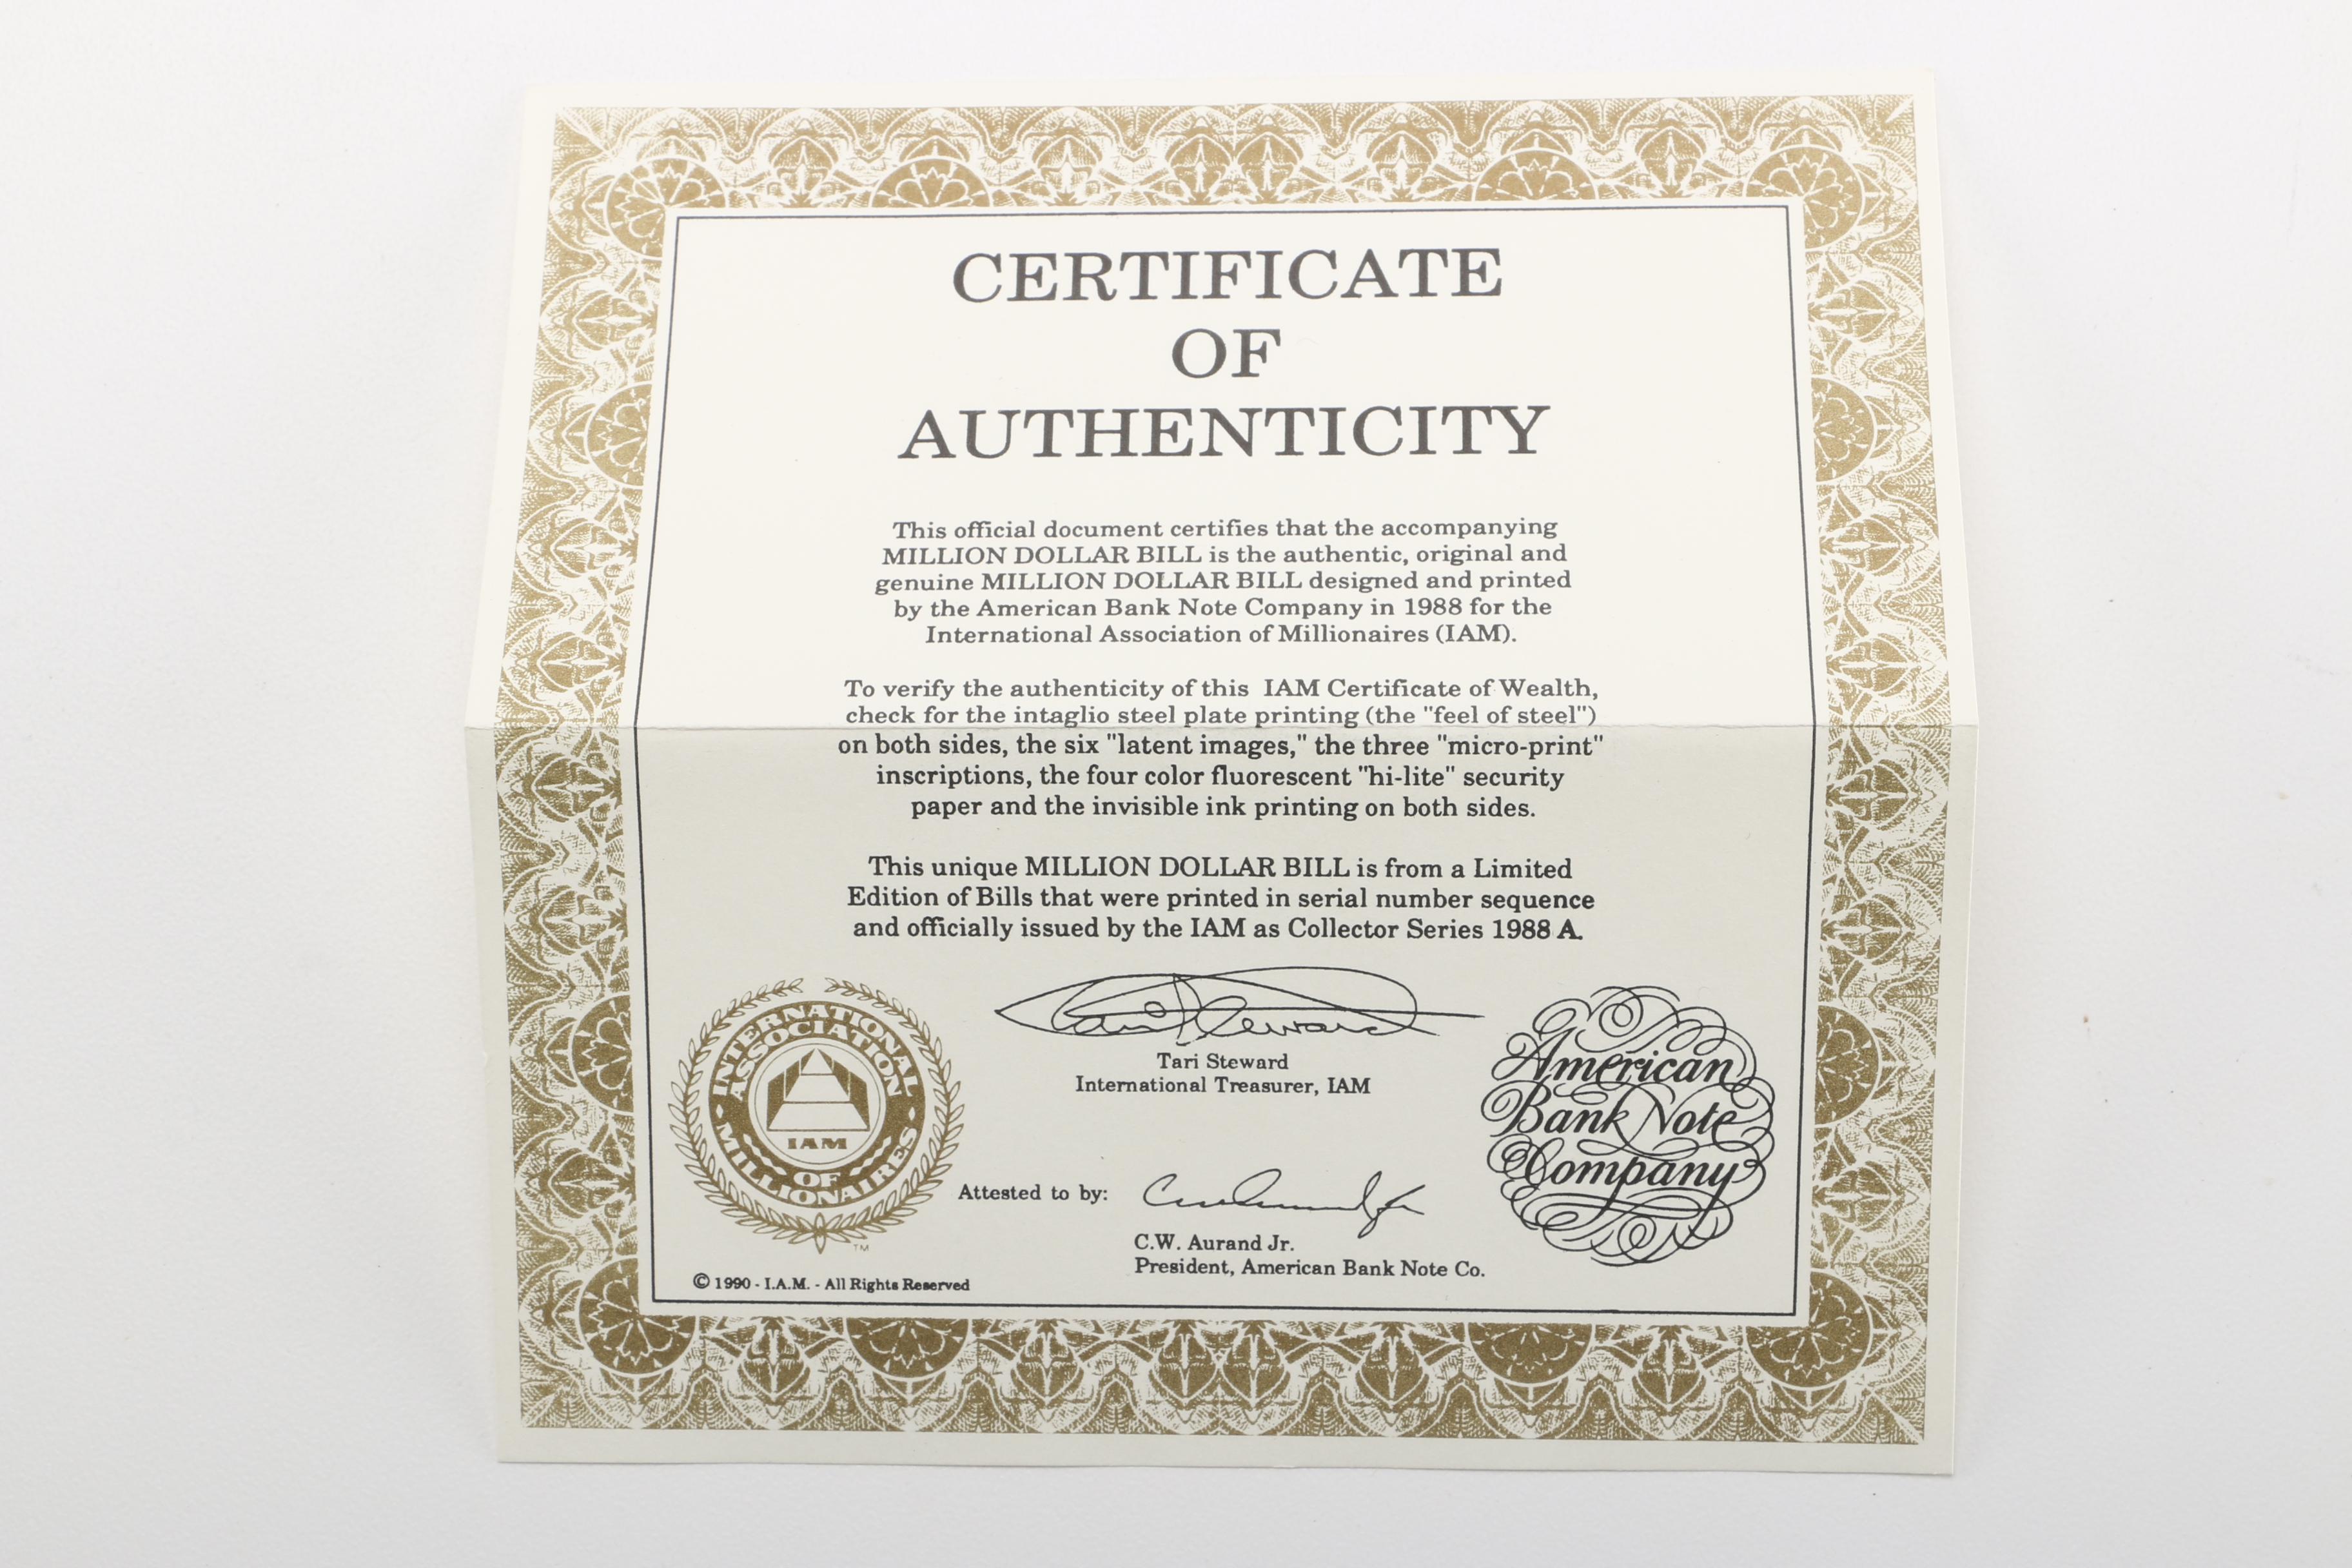 CERTIFICATE
OF
AUTHENTICITY
This official document certifies that the accompanying
MILLION DOLLAR BILL is the authentic, original and
genuine MILLION DOLLAR BILL designed and printed
by the American Bank Note Company in 1988 for the
International Association of Millionaires (IAM).
To verify the authenticity of this IAM Certificate of Wealth,
check for the intaglio steel plate printing (the "feel of steel")
on both sides, the six "latent images," the three "micro-print"
inscriptions, the four color fluorescent "hi-lite" security
paper and the invisible ink printing on both sides.
This unique MILLION DOLLAR BILL is from a Limited
Edition of Bills that were printed in serial number sequence
and officially issued by the IAM as Collector Series 1988 A.
INTERNATIONAL
ASSOCIATION
IAM
OF
MILLIONAIRES
TM
Tari Steward
Tari Steward
International Treasurer, IAM
American
Bank Note
Company
Attested to by:
C.W. Aurand Jr.
President, American Bank Note Co.
© 1990 - I.A.M. - All Rights Reserved